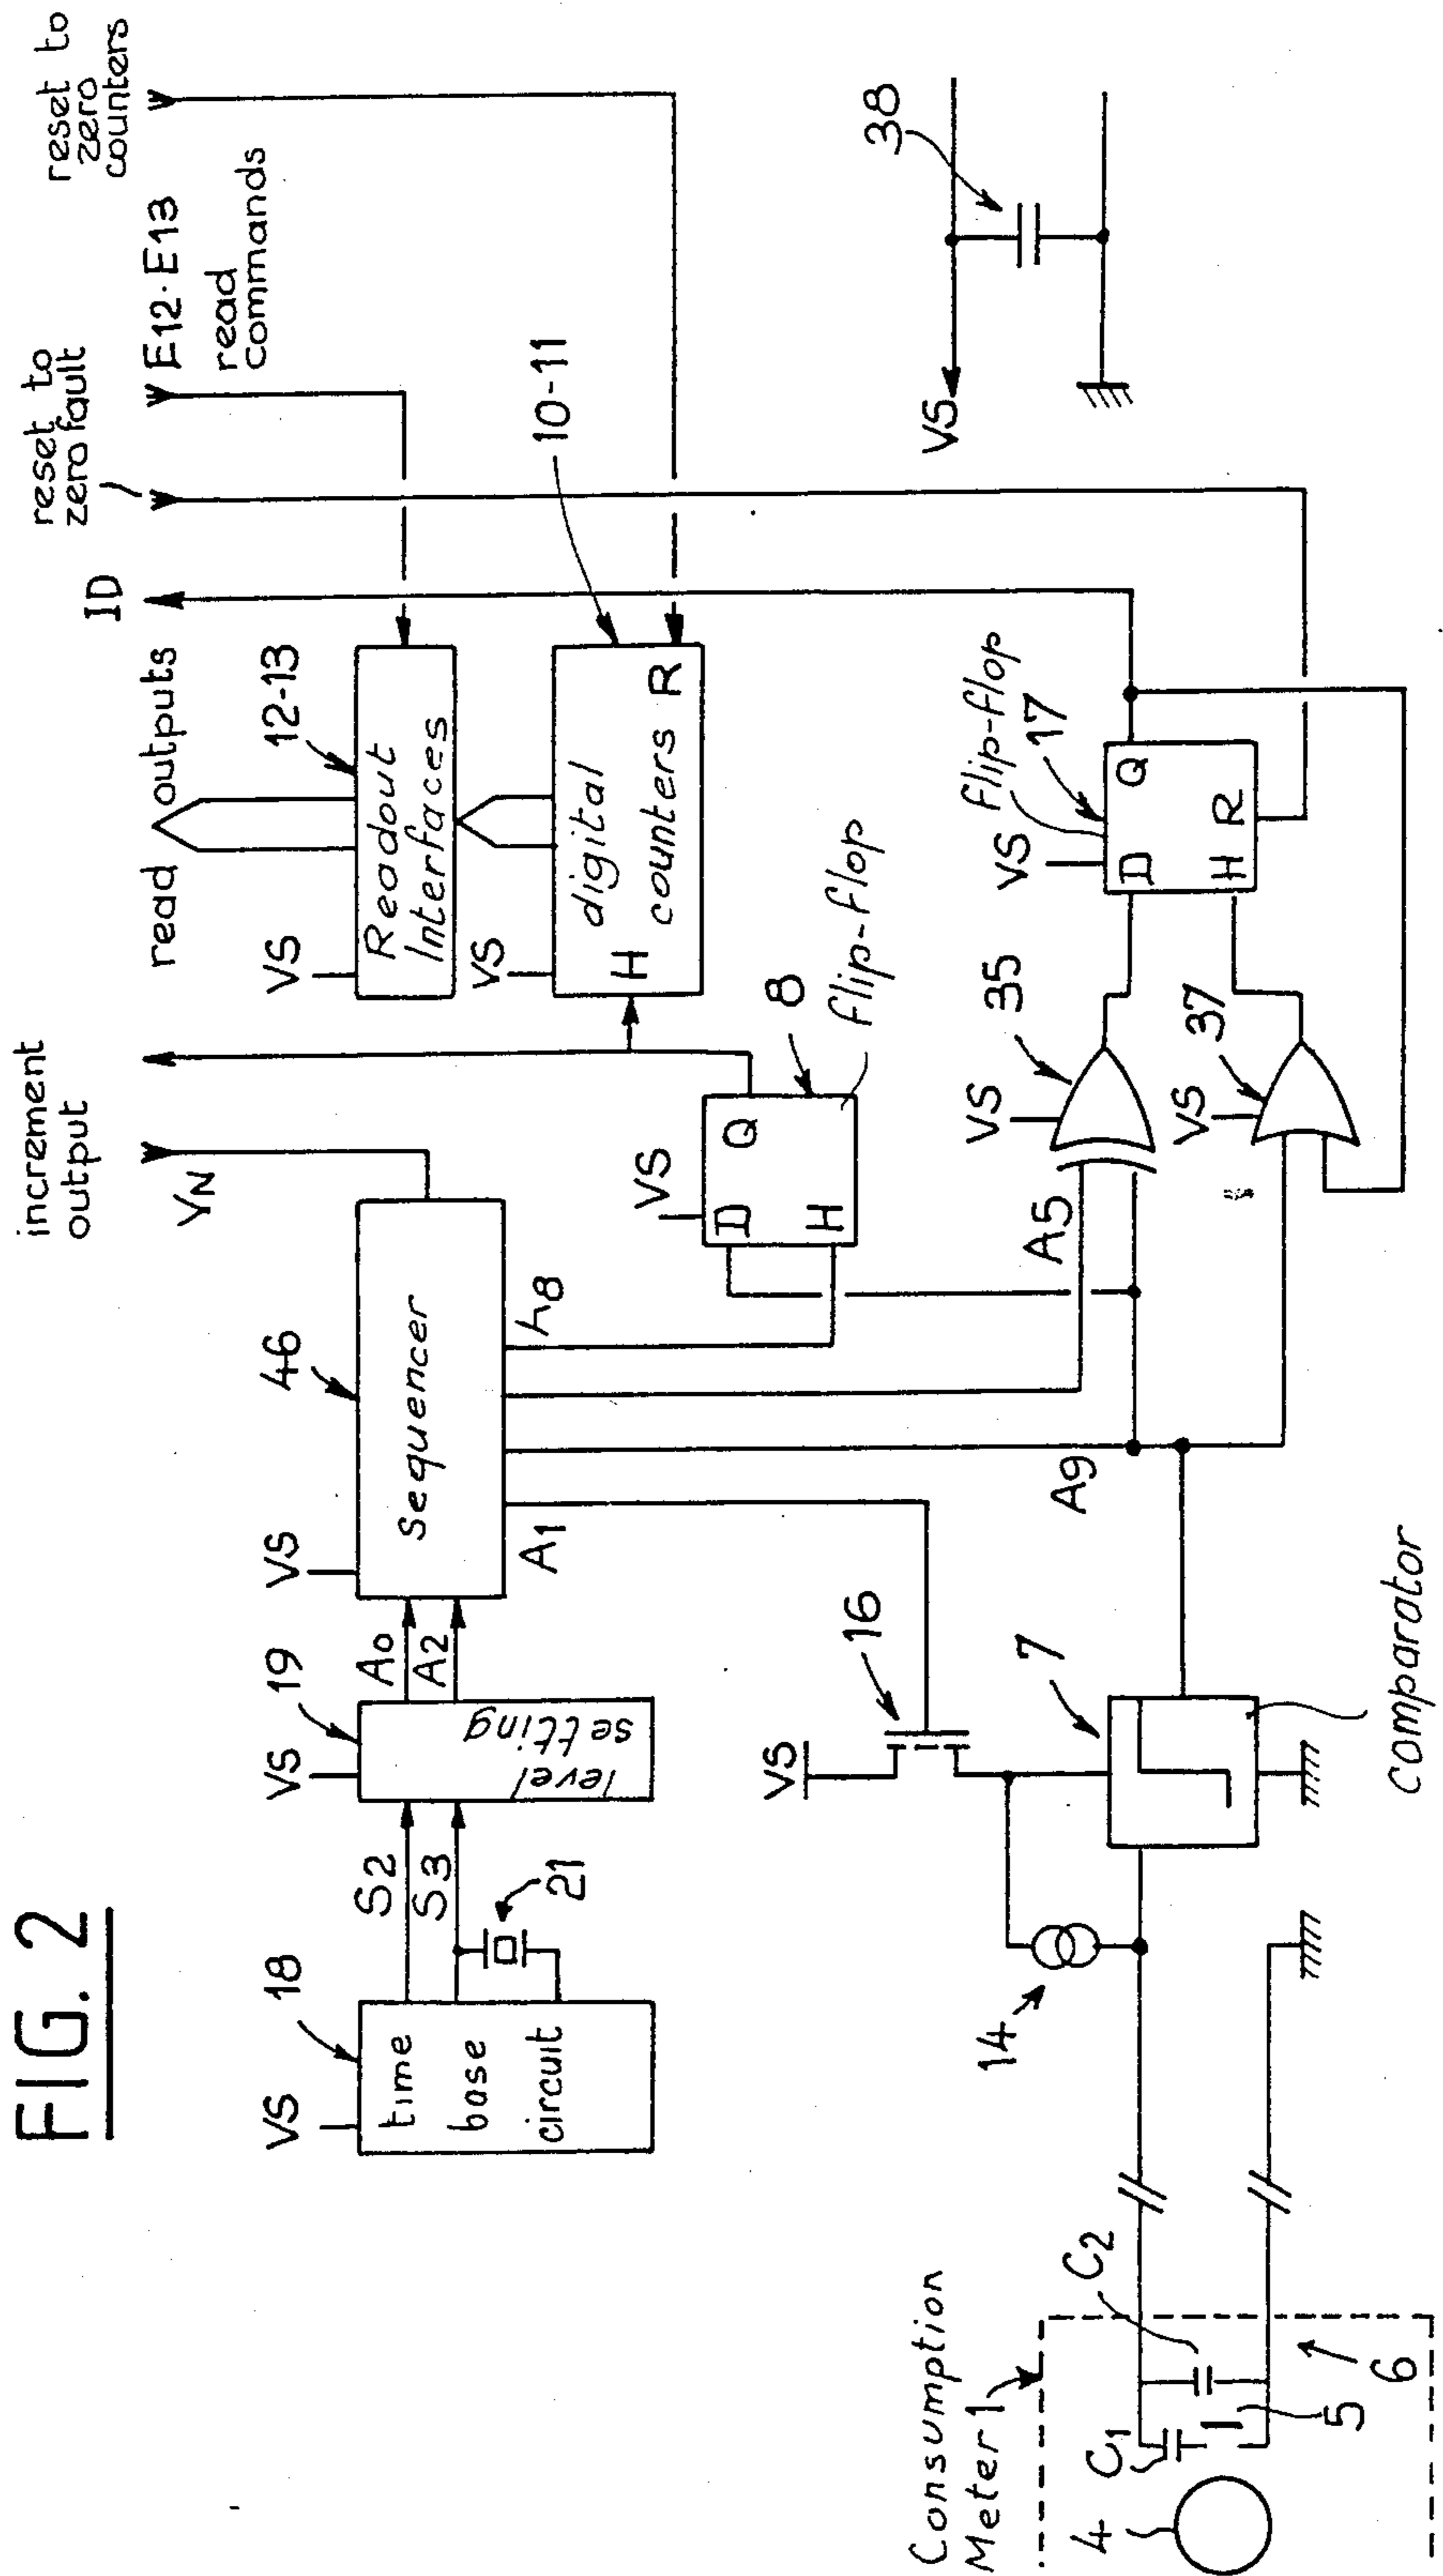 FIG. 2
VS
18
time
base
circuit
S2
S3
21
VS
19
level
setting
A0
A2
VS
46
sequencer
A1
h8
YN
increment
output
VS
D
Q
H
8
flip-flop
read outputs
VS
12-13
Readout
Interfaces
VS
digital
H counters R
10-11
ID
reset to
zero fault
E12·E13
read
commands
reset to
zero
counters
Consumption
Meter 1
4
C1
C2
5
6
14
VS
16
7
comparator
A9
A5
VS
35
VS
37
VS
flip-flop
17
D
Q
H
R
VS
38